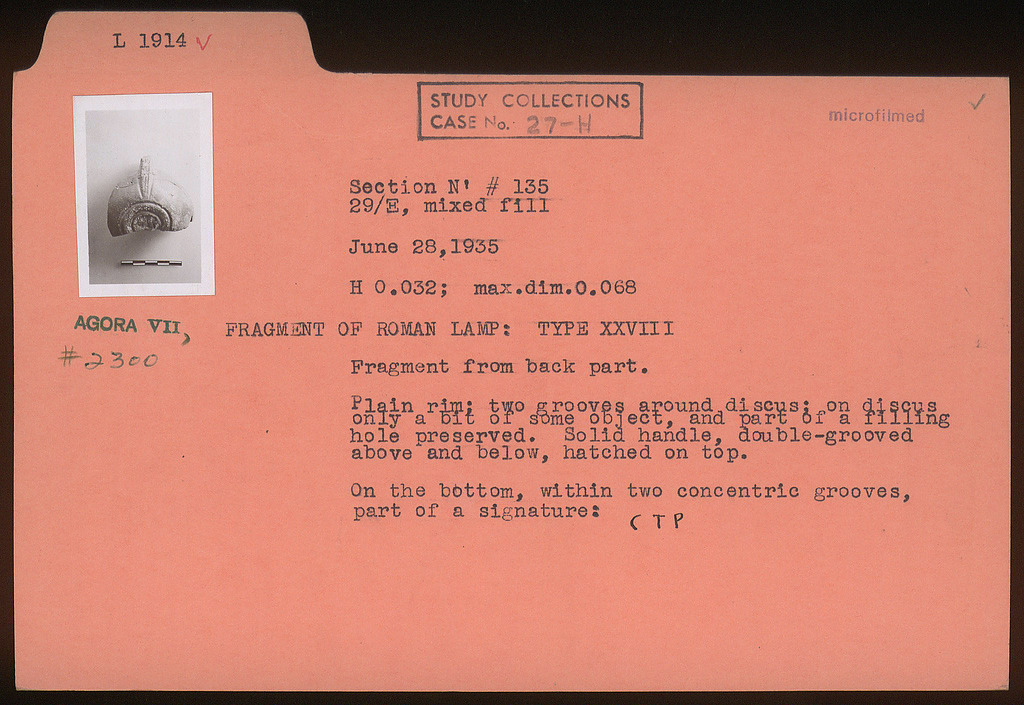 L 1914 ✓
STUDY COLLECTIONS
CASE No. 27-H
microfilmed ✓
Section N' # 135
29/E, mixed fill
June 28,1935
H 0.032; max.dim.0.068
AGORA VII,
#2300
FRAGMENT OF ROMAN LAMP: TYPE XXVIII
Fragment from back part.
Plain rim; two grooves around discus; on discus
only a bit of some object, and part of a filling
hole preserved. Solid handle, double-grooved
above and below, hatched on top.
On the bottom, within two concentric grooves,
part of a signature: C T P